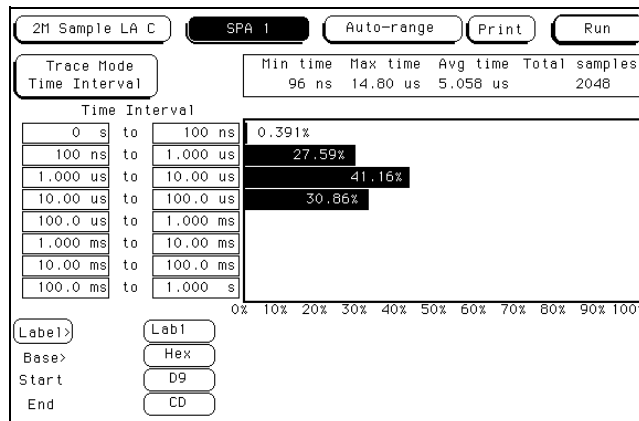 2M Sample LA C SPA 1 Auto-range Print Run
Trace Mode
Time Interval
Min time Max time Avg time Total samples
96 ns 14.80 us 5.058 us 2048
Time Interval
0 s to 100 ns 0.391%
100 ns to 1.000 us 27.59%
1.000 us to 10.00 us 41.16%
10.00 us to 100.0 us 30.86%
100.0 us to 1.000 ms
1.000 ms to 10.00 ms
10.00 ms to 100.0 ms
100.0 ms to 1.000 s
0% 10% 20% 30% 40% 50% 60% 70% 80% 90% 100%
Label> Lab1
Base> Hex
Start D9
End CD